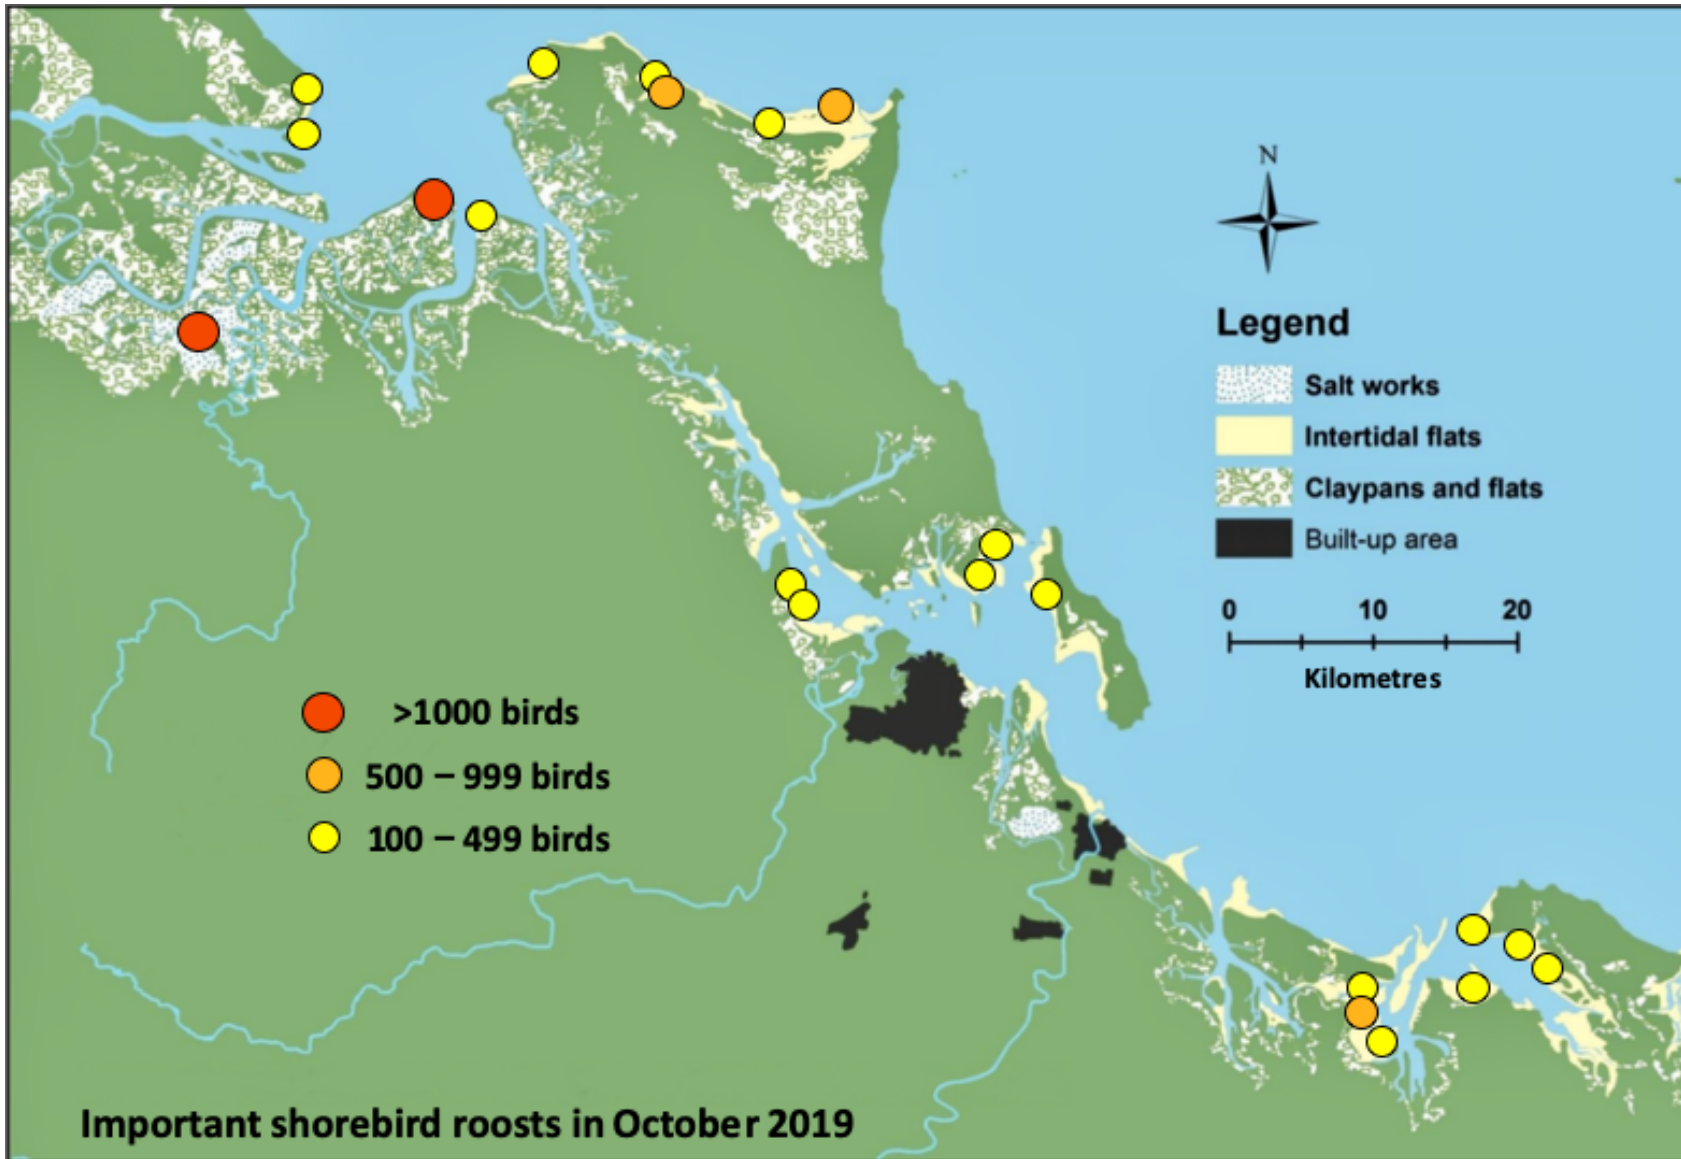 N
Legend
Salt works
Intertidal flats
Claypans and flats
Built-up area
0 10 20
Kilometres
>1000 birds
500 – 999 birds
100 – 499 birds
Important shorebird roosts in October 2019